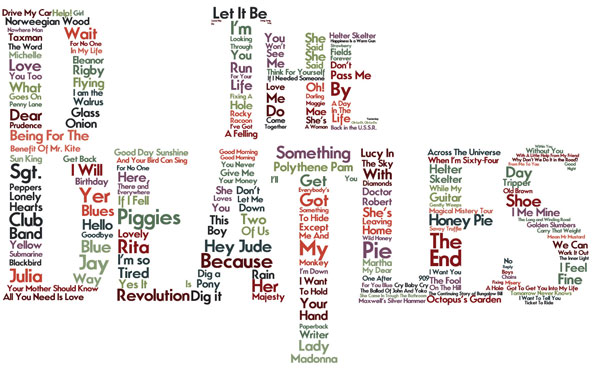 Drive My Car Help! Girl
Norwegian Wood
Nowhere Man Wait
Taxman
For No One
The Word In My Life
Michelle Eleanor
Love Rigby
You Too Flying
What I am the
Goes On Walrus
Penny Lane Glass
Dear Onion
Prudence
Being For The
Benefit Of Mr. Kite
Sun King Get Back
Sgt. I Will
Peppers Birthday
Lonely Yer
Hearts Blues
Club Hello
Band Goodbye
Yellow Blue
Submarine Jay
Blackbird Way
Julia
Your Mother Should Know
All You Need Is Love
Let It Be
I'm
Looking
Through
You
Run
For Your
Life
Fixing A
Hole
Rocky
Racoon
I've Got
A Felling
You
Won't
See
Me
Think For Yourself
If I Needed Someone
Love
Me
Do
Come
Together
She
Said
She
Said
Oh!
Darling
Maggie
Mae
She's
A Woman
Helter Skelter
Happiness Is a Warm Gun
Strawberry
Fields
Forever
Don't
Pass Me
By
A Day
In The
Life
Yesterday
Back in the U.S.S.R.
Good Day Sunshine
And Your Bird Can Sing
For No One
Here,
There and
Everywhere
If I Fell
Piggies
Lovely
Rita
I'm so
Tired
Yes It Is
Revolution
Good Morning
Good Morning
You Never
Give Me
Your Money
She Don't
Loves Let Me
You Down
This Two
Boy Of Us
Hey Jude
Because
Dig a Rain
Pony Her
Dig it Majesty
Something
Polythene Pam
I'll Get You
Everybody's
Got
Something
To Hide
Except
Me And
My
Monkey
I'm Down
I Want
To Hold
Your
Hand
Paperback
Writer
Lady
Madonna
Lucy In
The
Sky
With
Diamonds
Doctor
Robert
She's
Leaving
Home
Wild Honey
Pie
Martha
My Dear
One After
For You Blue Cry Baby Cry
The Ballad Of John And Yoko
She Came In Trough The Bathroom
Maxwell's Silver Hammer
Across The Universe
When I'm Sixty-Four
Helter
Skelter
While My
Guitar
Gently Weeps
Magical Mistery Tour
Honey Pie
Savoy Truffle
The
End
I Want You
The Fool
On The Hill
The Continuing Story of Bungalow Bill
Octopus's Garden
Within You
Without You
With A Little Help From My Friend
Why Don't We Do It In the Road?
From Me To You
Good
Night
Day
Tripper
Old Brown
Shoe
I Me Mine
The Long and Winding Road
Golden Slumbers
Carry That Weight
Mean Mr Mustard
We Can
Work It
Out
The Inner Light
I Feel
Fine
No
Reply
Boys
Chains
Misery
A Hole Got To Get You Into My Life
Tomorrow Never Knows
I Want To Tell You
Ticket To Ride